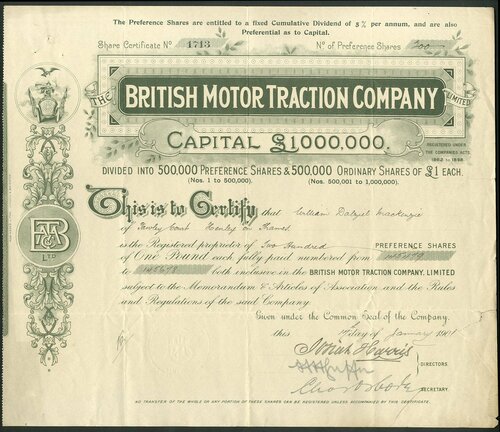 The Preference Shares are entitled to a fixed Cumulative Dividend of 5% per annum, and are also
Preferential as to Capital.
Share Certificate No 1713 No of Preference Shares 200
THE BRITISH MOTOR TRACTION COMPANY LIMITED
CAPITAL £1000.000.
REGISTERED UNDER
THE COMPANIES ACTS
1862 TO 1898
DIVIDED INTO 500.000 PREFERENCE SHARES & 500.000 ORDINARY SHARES OF £1 EACH.
(Nos. 1 to 500,000). (Nos. 500,001 to 1,000,000).
This is to Certify that William Dalziel Mackenzie
of Fawley Court Henley on Thames
is the Registered proprietor of Two Hundred PREFERENCE SHARES
of One Pound each fully paid numbered from
to 145678 both inclusive in the BRITISH MOTOR TRACTION COMPANY, LIMITED
subject to the Memorandum & Articles of Association and the Rules
and Regulations of the said Company.
Given under the Common Seal of the Company.
this day of January 1901
Josiah Harris
DIRECTORS.
SECRETARY.
LTD
NO TRANSFER OF THE WHOLE OR ANY PORTION OF THESE SHARES CAN BE REGISTERED UNLESS ACCOMPANIED BY THIS CERTIFICATE.